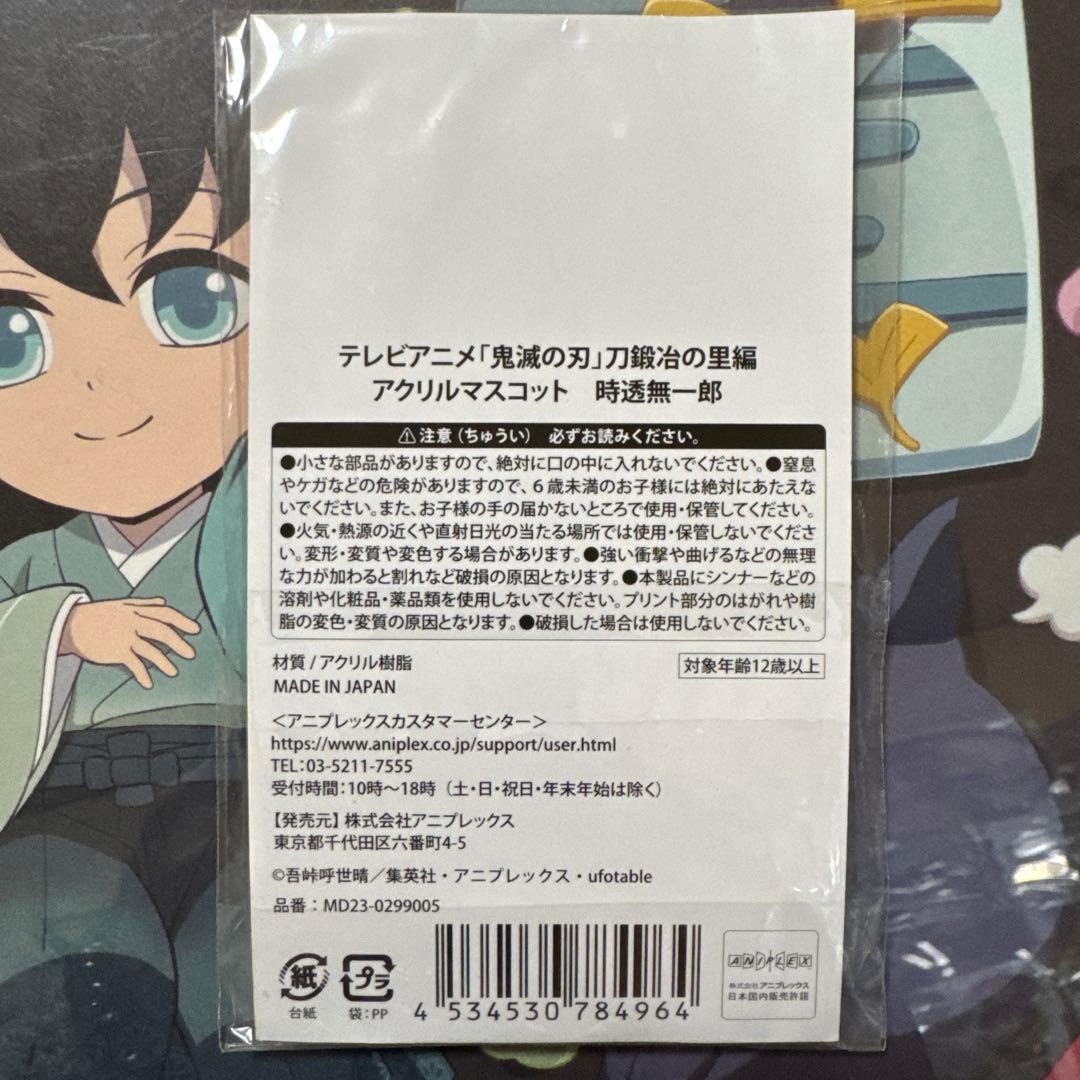 テレビアニメ「鬼滅の刃」刀鍛冶の里編
アクリルマスコット　時透無一郎
⚠注意（ちゅうい）　必ずお読みください。
●小さな部品がありますので、絶対に口の中に入れないでください。●窒息
やケガなどの危険がありますので、６歳未満のお子様には絶対にあたえな
いでください。また、お子様の手の届かないところで使用・保管してください。
●火気・熱源の近くや直射日光の当たる場所では使用・保管しないでくださ
い。変形・変質や変色する場合があります。●強い衝撃や曲げるなどの無理
な力が加わると割れなど破損の原因となります。●本製品にシンナーなどの
溶剤や化粧品・薬品類を使用しないでください。プリント部分のはがれや樹
脂の変色・変質の原因となります。●破損した場合は使用しないでください。
材質／アクリル樹脂
対象年齢12歳以上
MADE IN JAPAN
＜アニプレックスカスタマーセンター＞
https://www.aniplex.co.jp/support/user.html
TEL：03-5211-7555
受付時間：10時～18時（土・日・祝日・年末年始は除く）
【発売元】株式会社アニプレックス
東京都千代田区六番町4-5
©吾峠呼世晴／集英社・アニプレックス・ufotable
品番：MD23-0299005
紙
台紙
プラ
袋：PP
4 534530 784964
ANIPLEX
株式会社アニプレックス
日本国内販売許諾